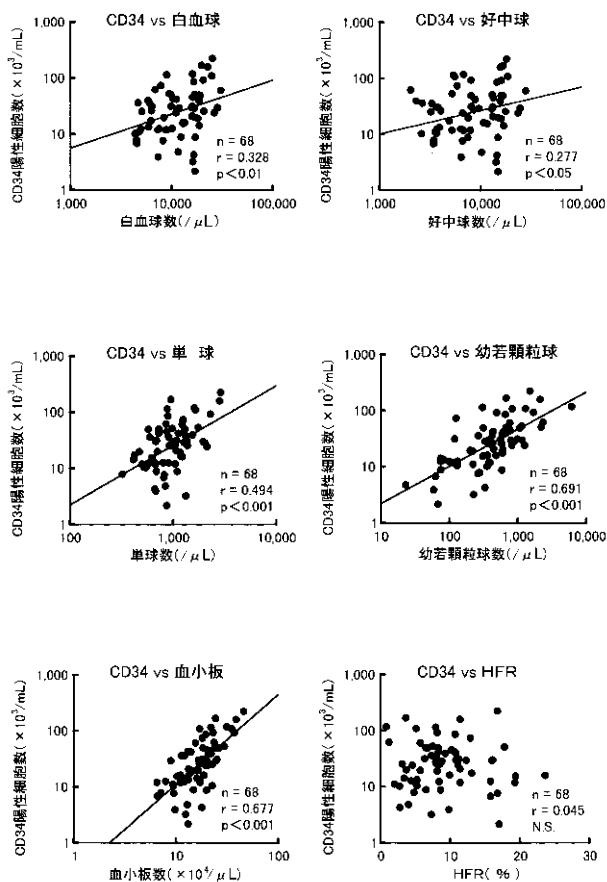 CD34 vs 白血球
CD34陽性細胞数(×10³/mL)
1,000
100
10
1
n = 68
r = 0.328
p<0.01
1,000
10,000
100,000
白血球数(/μL)
CD34 vs 好中球
CD34陽性細胞数(×10³/mL)
1,000
100
10
1
n = 68
r = 0.277
p<0.05
1,000
10,000
100,000
好中球数(/μL)
CD34 vs 単 球
CD34陽性細胞数(×10³/mL)
1,000
100
10
1
n = 68
r = 0.494
p<0.001
100
1,000
10,000
単球数(/μL)
CD34 vs 幼若顆粒球
CD34陽性細胞数(×10³/mL)
1,000
100
10
1
n = 68
r = 0.691
p<0.001
10
100
1,000
10,000
幼若顆粒球数(/μL)
CD34 vs 血小板
CD34陽性細胞数(×10³/mL)
1,000
100
10
1
n = 68
r = 0.677
p<0.001
1
10
100
血小板数(×10⁴/μL)
CD34 vs HFR
CD34陽性細胞数(×10³/mL)
1,000
100
10
1
n = 68
r = 0.045
N.S.
0
10
20
30
HFR(%)